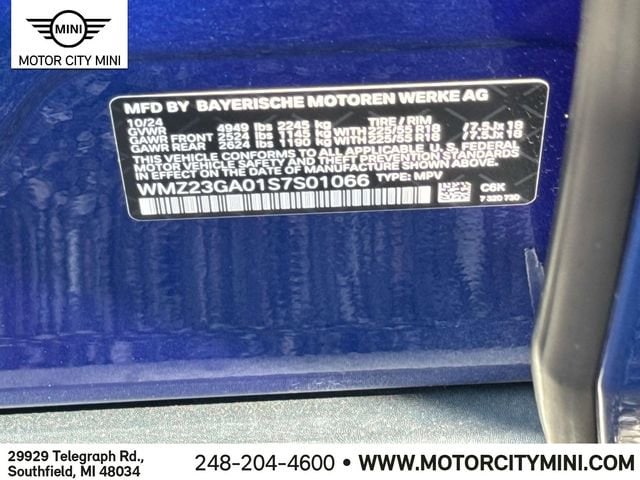 MINI
MOTOR CITY MINI
MFD BY BAYERISCHE MOTOREN WERKE AG
10/24 TIRE / RIM
GVWR 4949 lbs 2245 kg
GAWR FRONT 2524 lbs 1145 kg WITH 225/55 R18 / 7.5Jx18
GAWR REAR 2624 lbs 1190 kg WITH 225/55 R18 / 7.5Jx18
THIS VEHICLE CONFORMS TO ALL APPLICABLE U.S. FEDERAL
MOTOR VEHICLE SAFETY AND THEFT PREVENTION STANDARDS
IN EFFECT ON THE DATE OF MANUFACTURE SHOWN ABOVE.
WMZ23GA01S7S01066 TYPE: MPV
C6K
7 320 730
29929 Telegraph Rd.,
Southfield, MI 48034
248-204-4600 • WWW.MOTORCITYMINI.COM